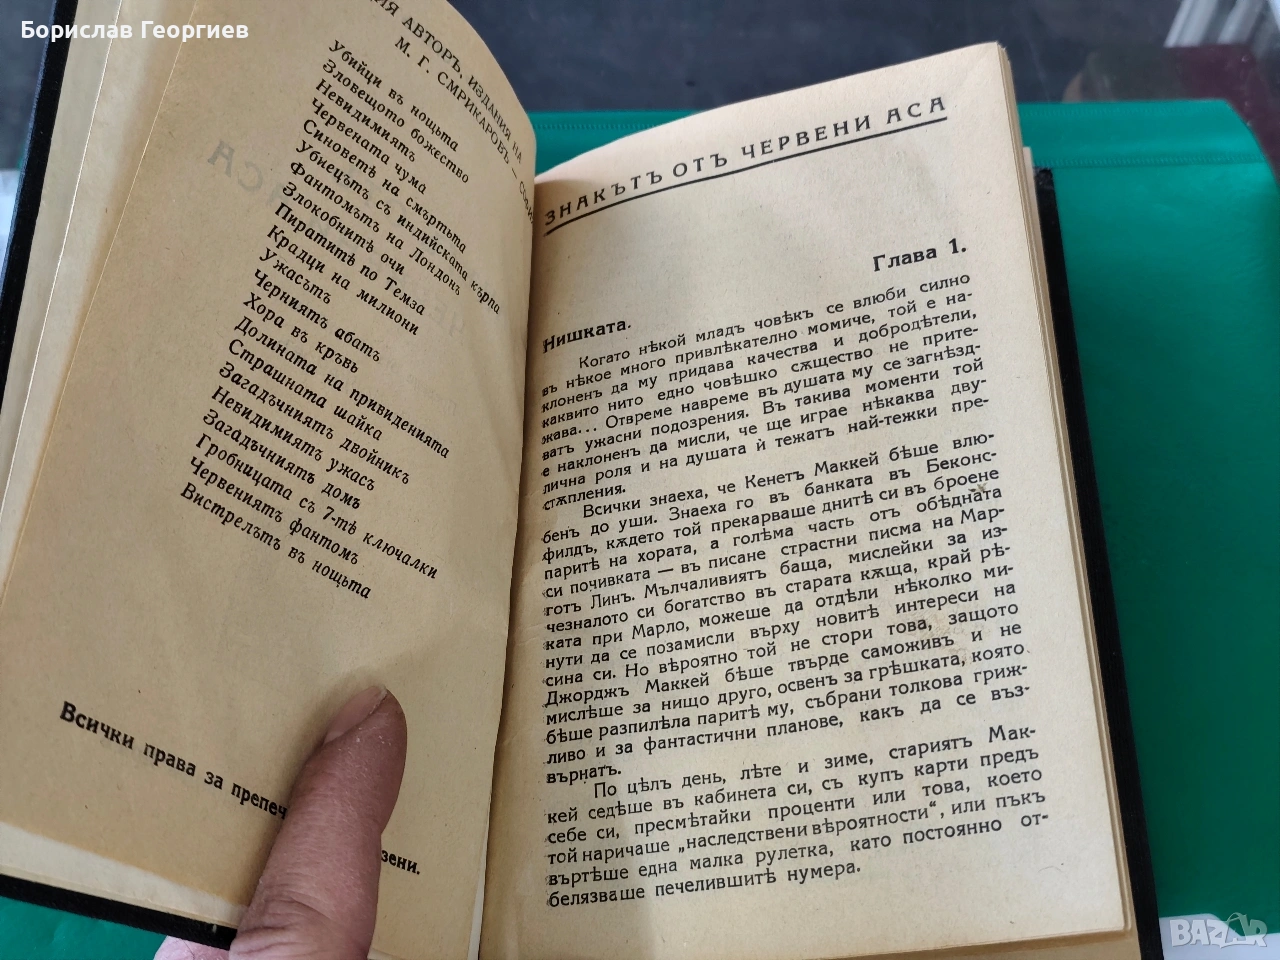 Борислав Георгиев
ИЯ АВТОРЪ, ИЗДАНИЯ НА
М. Г. СМРИКАРОВЪ —
Убийци въ нощьта
Зловещото божество
Невидимиятъ
Червената чума
Синоветѣ на смъртьта
Убиецътъ съ индийската кърпа
Фантомътъ на Лондонъ
Злокобнитѣ очи
Пиратитѣ по Темза
Крадци на милиони
Ужасътъ
Черниятъ абатъ
Хора въ кръвь
Долината на привиденията
Страшната шайка
Загадъчниятъ двойникъ
Невидимиятъ ужасъ
Загадъчниятъ домъ
Гробницата съ 7-тѣ ключалки
Червениятъ фантомъ
Вистрелътъ въ нощьта
Всички права за препеч
зени.
ЗНАКЪТЪ ОТЪ ЧЕРВЕНИ АСА
Глава 1.
Нишката.
Когато нѣкой младъ човѣкъ се влюби силно
въ нѣкое много привлѣкателно момиче, той е на-
клоненъ да му придава качества и добродѣтели,
каквито нито едно човѣшко сѫщество не прите-
жава... Отвреме навреме въ душата му се загнѣзд-
ватъ ужасни подозрения. Въ такива моменти той
е наклоненъ да мисли, че ще играе нѣкаква дву-
лична роля и на душата ѝ тежатъ най-тежки пре-
стѫпления.
Всички знаеха, че Кенетъ Маккей бѣше влю-
бенъ до уши. Знаеха го въ банката въ Беконс-
филдъ, кѫдето той прекарваше днитѣ си въ броене
паритѣ на хората, а голѣма часть отъ обѣдната
си почивката — въ писане страстни писма на Мар-
готъ Линъ. Мълчаливиятъ баща, мислейки за из-
чезналото си богатство въ старата кѫща, край рѣ-
ката при Марло, можеше да отдѣли нѣколко ми-
нути да се позамисли върху новитѣ интереси на
сина си. Но вѣроятно той не стори това, защото
Джорджъ Маккей бѣше твърде саможивъ и не
мислѣше за нищо друго, освенъ за грѣшката, която
бѣше разпилѣла паритѣ му, събрани толкова гриж-
ливо и за фантастични планове, какъ да се въз-
върнатъ.
По цѣлъ день, лѣте и зиме, стариятъ Мак-
кей седѣше въ кабинета си, съ купъ карти предъ
себе си, пресмѣтайки проценти или това, което
той наричаше „наследствени вѣроятности“, или пъкъ
въртѣше една малка рулетка, като постоянно от-
белязваше печелившитѣ нумера.
BAZAR